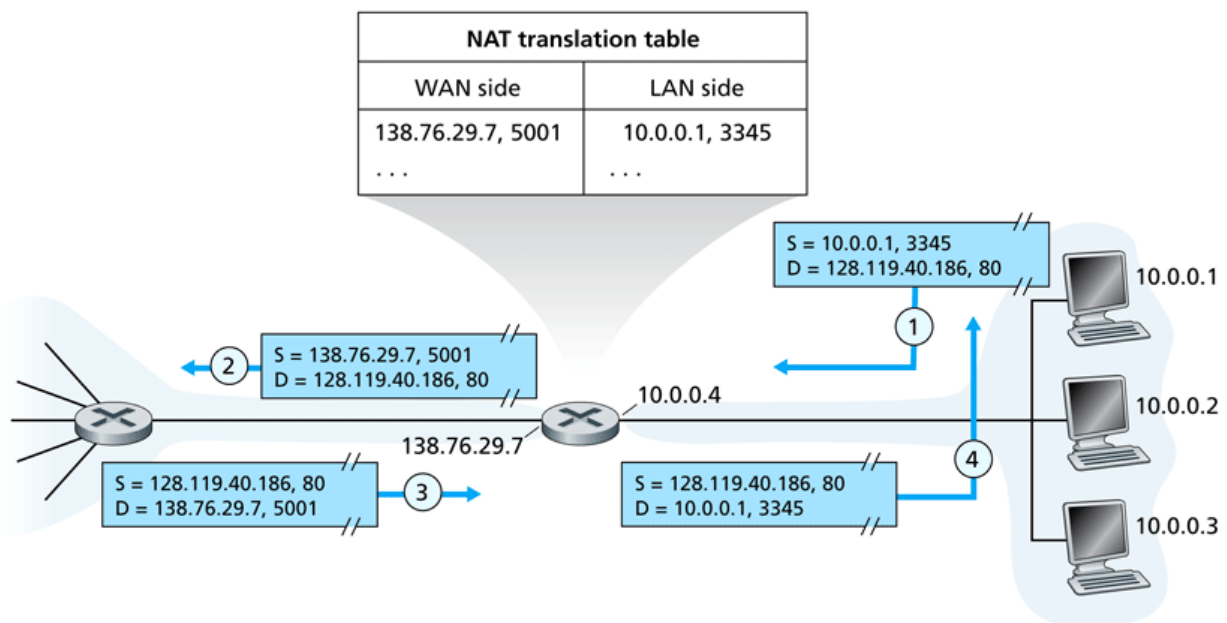 NAT translation table
WAN side LAN side
138.76.29.7, 5001 10.0.0.1, 3345
. . . . . .
S = 10.0.0.1, 3345
D = 128.119.40.186, 80
1
10.0.0.1
2
S = 138.76.29.7, 5001
D = 128.119.40.186, 80
10.0.0.4
10.0.0.2
138.76.29.7
4
S = 128.119.40.186, 80
D = 138.76.29.7, 5001
3
S = 128.119.40.186, 80
D = 10.0.0.1, 3345
10.0.0.3